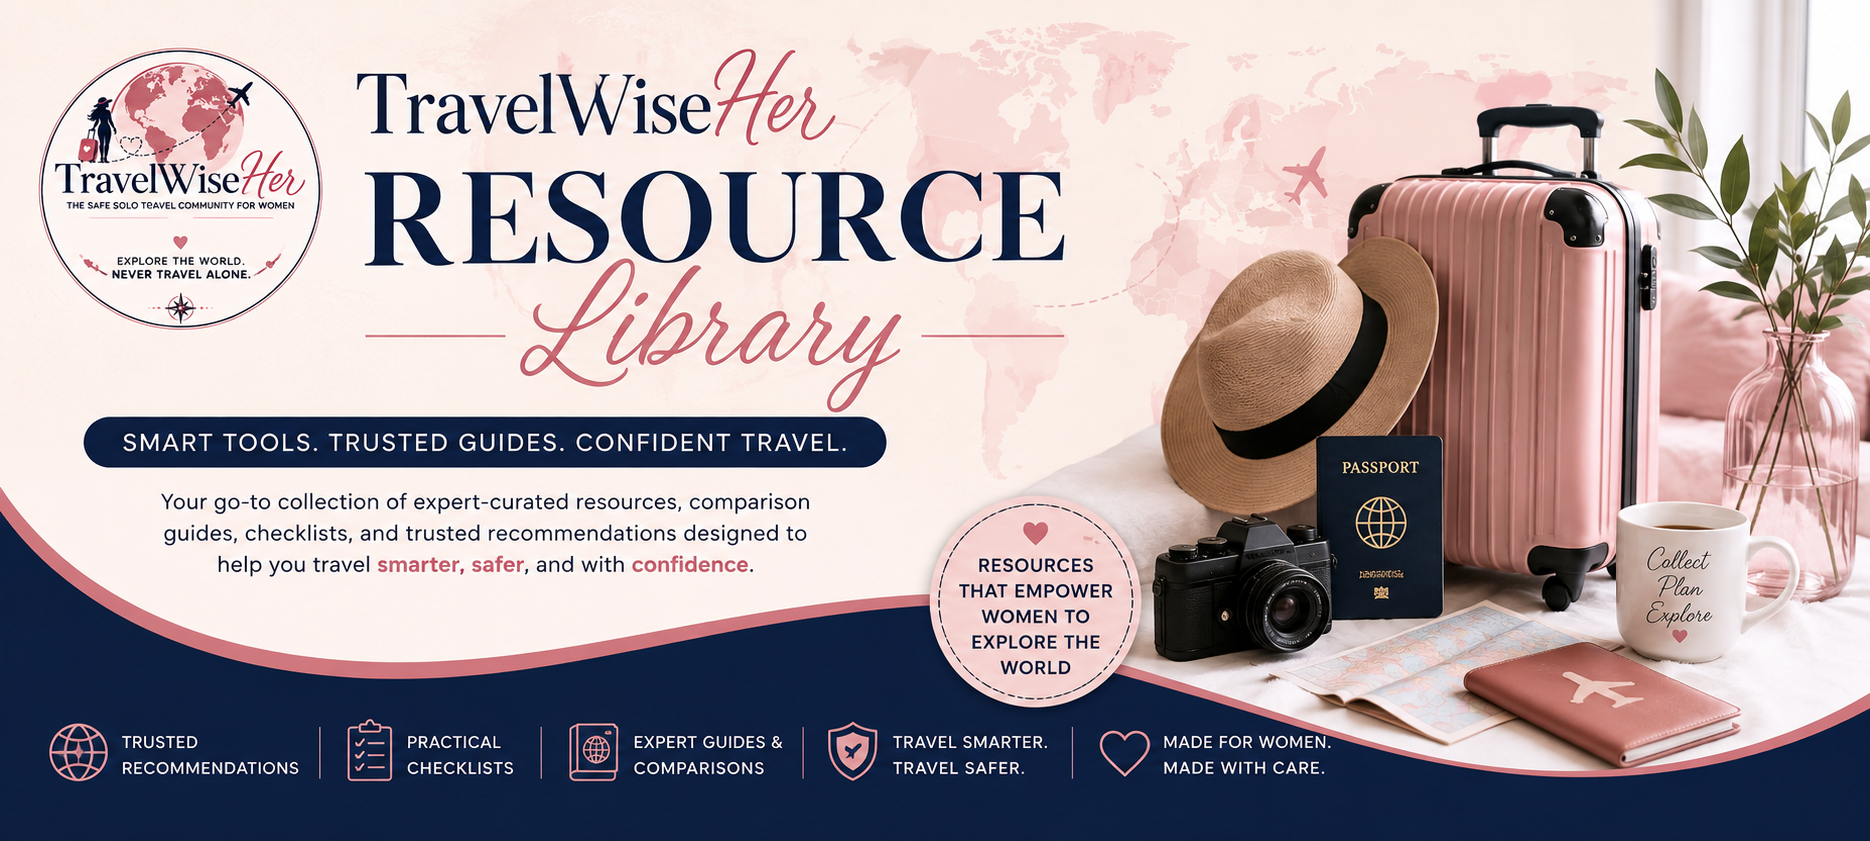 TravelWiseHer
THE SAFE SOLO TRAVEL COMMUNITY FOR WOMEN
EXPLORE THE WORLD.
NEVER TRAVEL ALONE.
TravelWiseHer
RESOURCE
Library
SMART TOOLS. TRUSTED GUIDES. CONFIDENT TRAVEL.
Your go-to collection of expert-curated resources, comparison
guides, checklists, and trusted recommendations designed to
help you travel smarter, safer, and with confidence.
RESOURCES
THAT EMPOWER
WOMEN TO
EXPLORE THE
WORLD
PASSPORT
Collect
Plan
Explore
TRUSTED
RECOMMENDATIONS
PRACTICAL
CHECKLISTS
EXPERT GUIDES &
COMPARISONS
TRAVEL SMARTER.
TRAVEL SAFER.
MADE FOR WOMEN.
MADE WITH CARE.